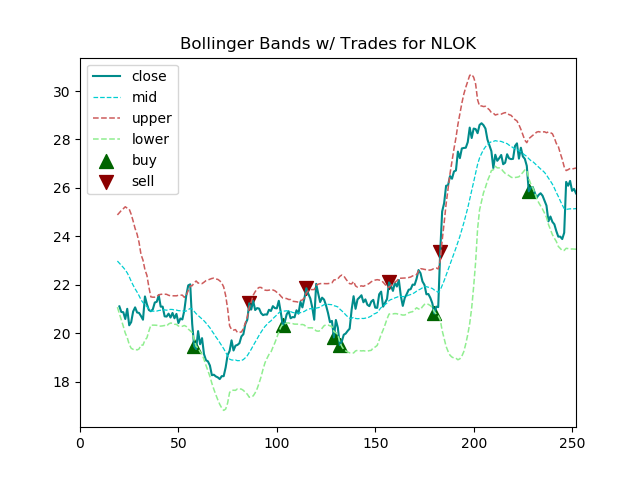 Bollinger Bands w/ Trades for NLOK
close
mid
upper
lower
buy
sell
30
28
26
24
22
20
18
0 50 100 150 200 250